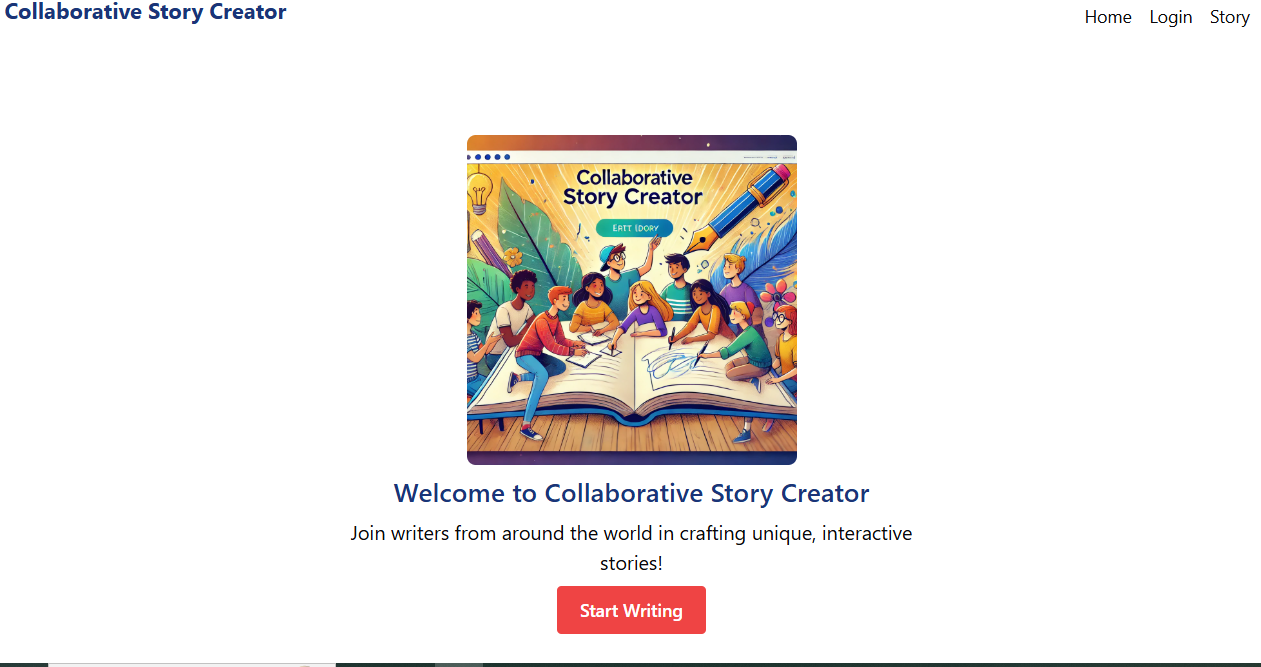 Collaborative Story Creator
Home Login Story
Collaborative
Story Creator
EATT IDORY
Welcome to Collaborative Story Creator
Join writers from around the world in crafting unique, interactive
stories!
Start Writing